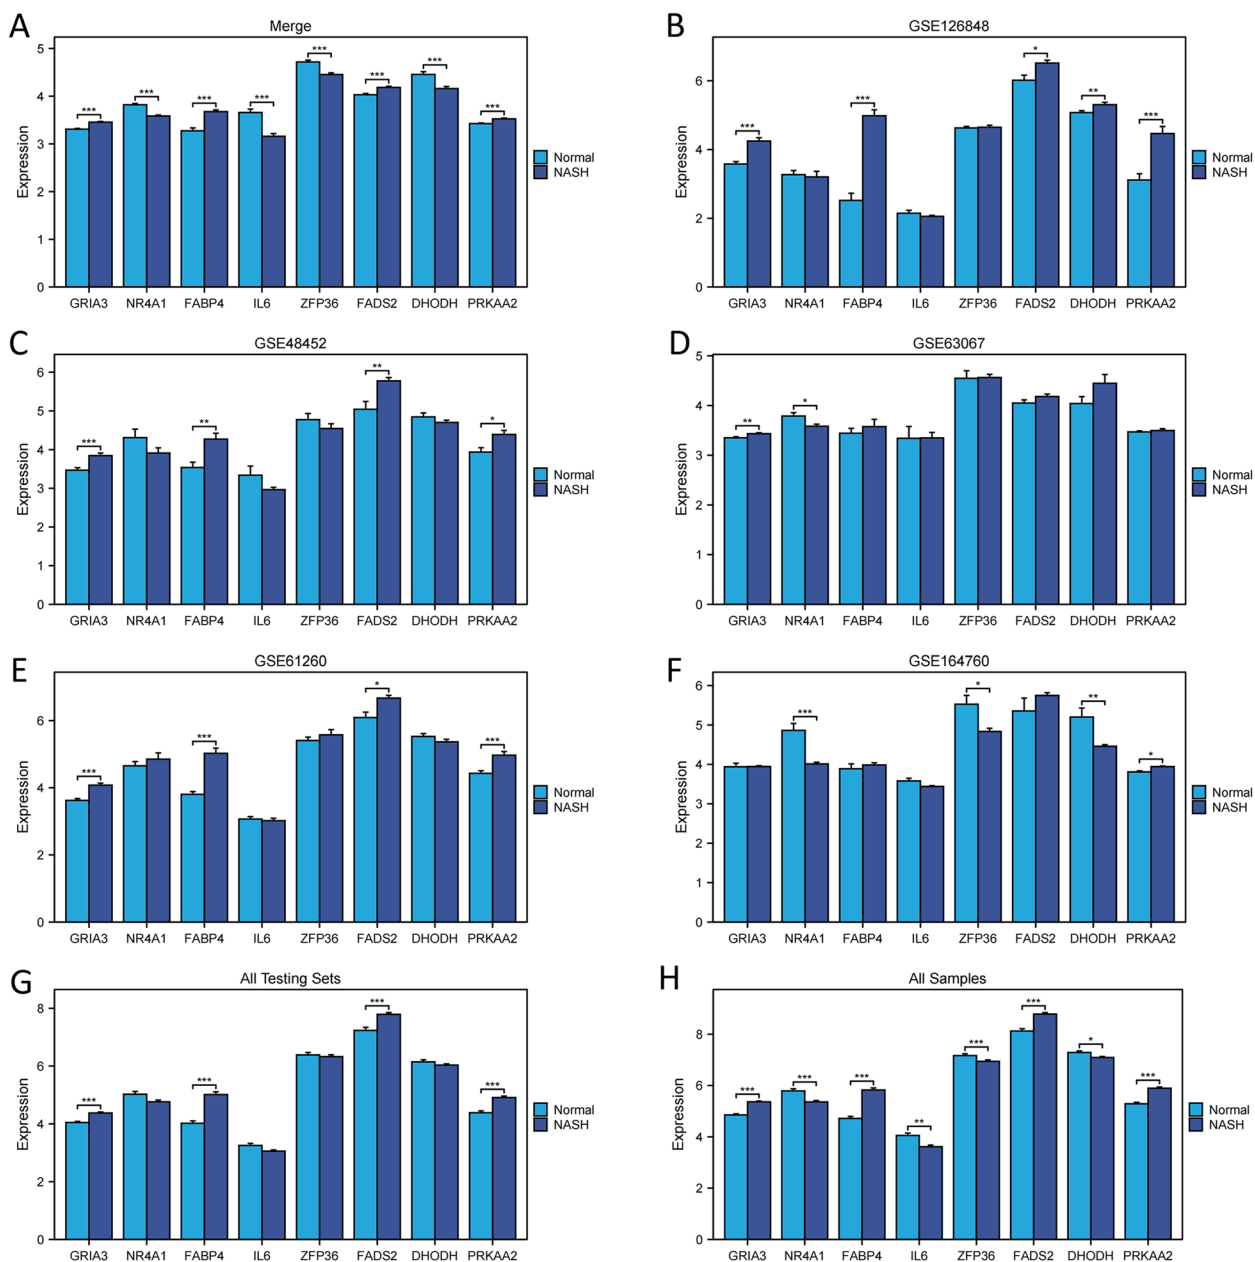 A
Merge
Expression
5
4
3
2
1
0
*** *** *** *** *** *** *** ***
GRIA3 NR4A1 FABP4 IL6 ZFP36 FADS2 DHODH PRKAA2
Normal
NASH
B
GSE126848
Expression
6
4
2
0
*** *** * ** ***
GRIA3 NR4A1 FABP4 IL6 ZFP36 FADS2 DHODH PRKAA2
Normal
NASH
C
GSE48452
Expression
6
5
4
3
2
1
0
*** ** ** *
GRIA3 NR4A1 FABP4 IL6 ZFP36 FADS2 DHODH PRKAA2
Normal
NASH
D
GSE63067
Expression
5
4
3
2
1
0
** *
GRIA3 NR4A1 FABP4 IL6 ZFP36 FADS2 DHODH PRKAA2
Normal
NASH
E
GSE61260
Expression
6
4
2
0
*** *** * ***
GRIA3 NR4A1 FABP4 IL6 ZFP36 FADS2 DHODH PRKAA2
Normal
NASH
F
GSE164760
Expression
6
5
4
3
2
1
0
*** * ** *
GRIA3 NR4A1 FABP4 IL6 ZFP36 FADS2 DHODH PRKAA2
Normal
NASH
G
All Testing Sets
Expression
8
6
4
2
0
*** *** *** ***
GRIA3 NR4A1 FABP4 IL6 ZFP36 FADS2 DHODH PRKAA2
Normal
NASH
H
All Samples
Expression
8
6
4
2
0
*** *** *** ** *** *** * ***
GRIA3 NR4A1 FABP4 IL6 ZFP36 FADS2 DHODH PRKAA2
Normal
NASH